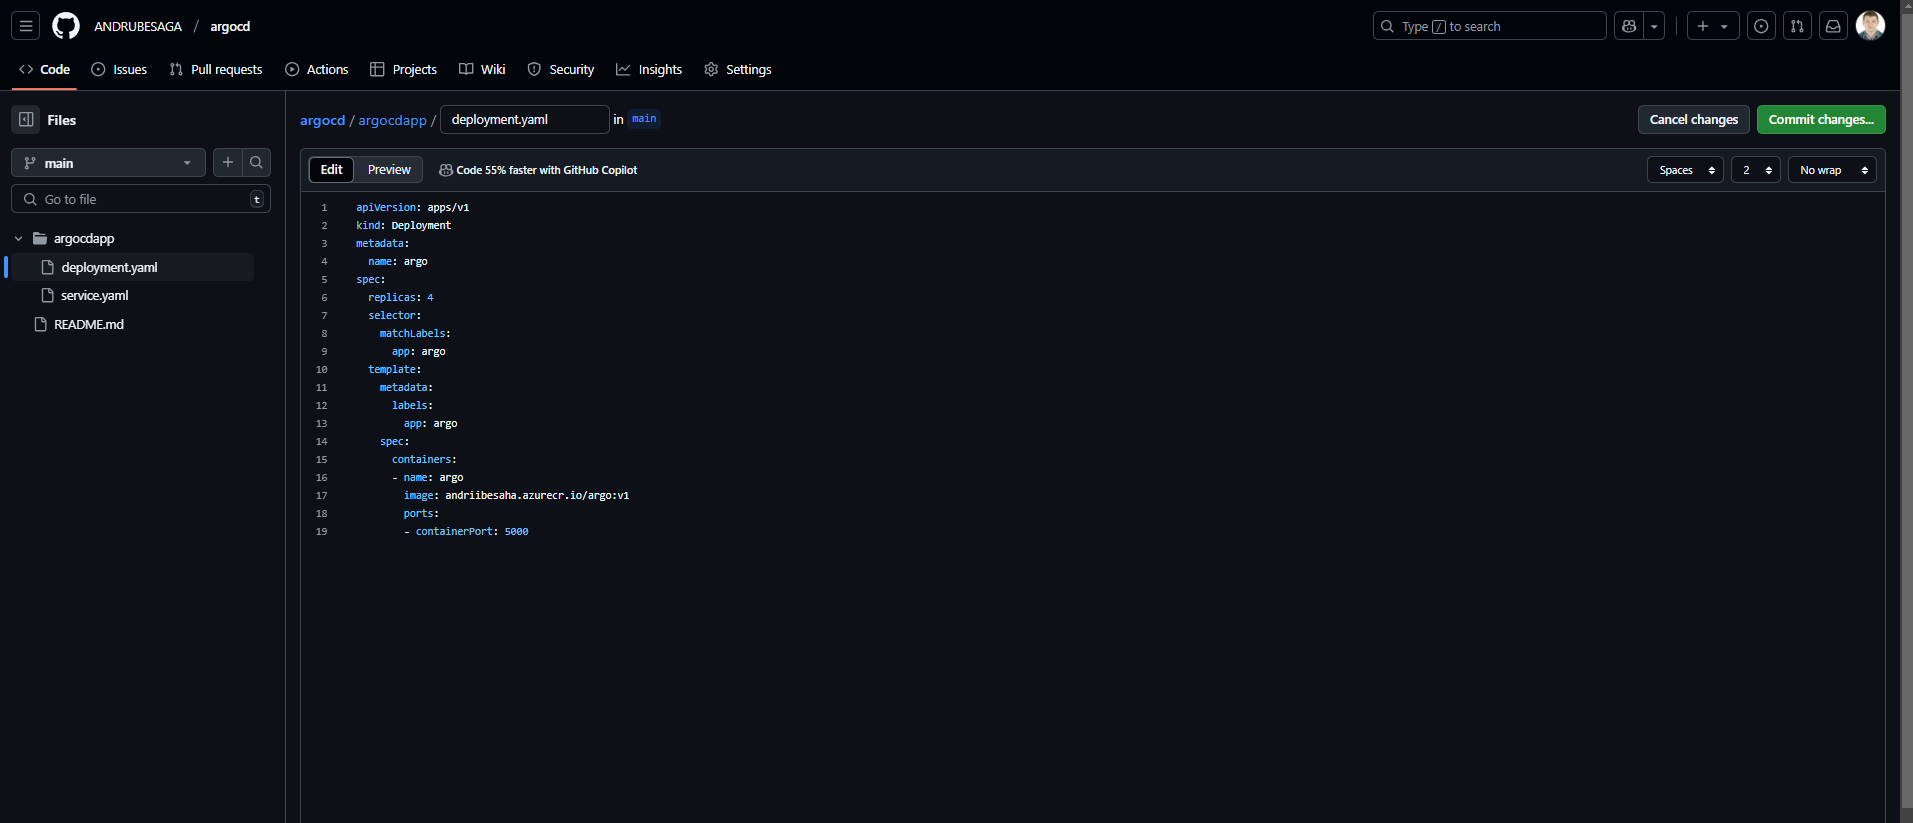 ANDRUBESAGA / argocd
Type / to search
Code Issues Pull requests Actions Projects Wiki Security Insights Settings
Files
main
Go to file t
argocdapp
deployment.yaml
service.yaml
README.md
argocd / argocdapp / deployment.yaml in main
Cancel changes Commit changes...
Edit Preview Code 55% faster with GitHub Copilot
Spaces 2 No wrap
1 apiVersion: apps/v1
2 kind: Deployment
3 metadata:
4 name: argo
5 spec:
6 replicas: 4
7 selector:
8 matchLabels:
9 app: argo
10 template:
11 metadata:
12 labels:
13 app: argo
14 spec:
15 containers:
16 - name: argo
17 image: andriibesaha.azurecr.io/argo:v1
18 ports:
19 - containerPort: 5000